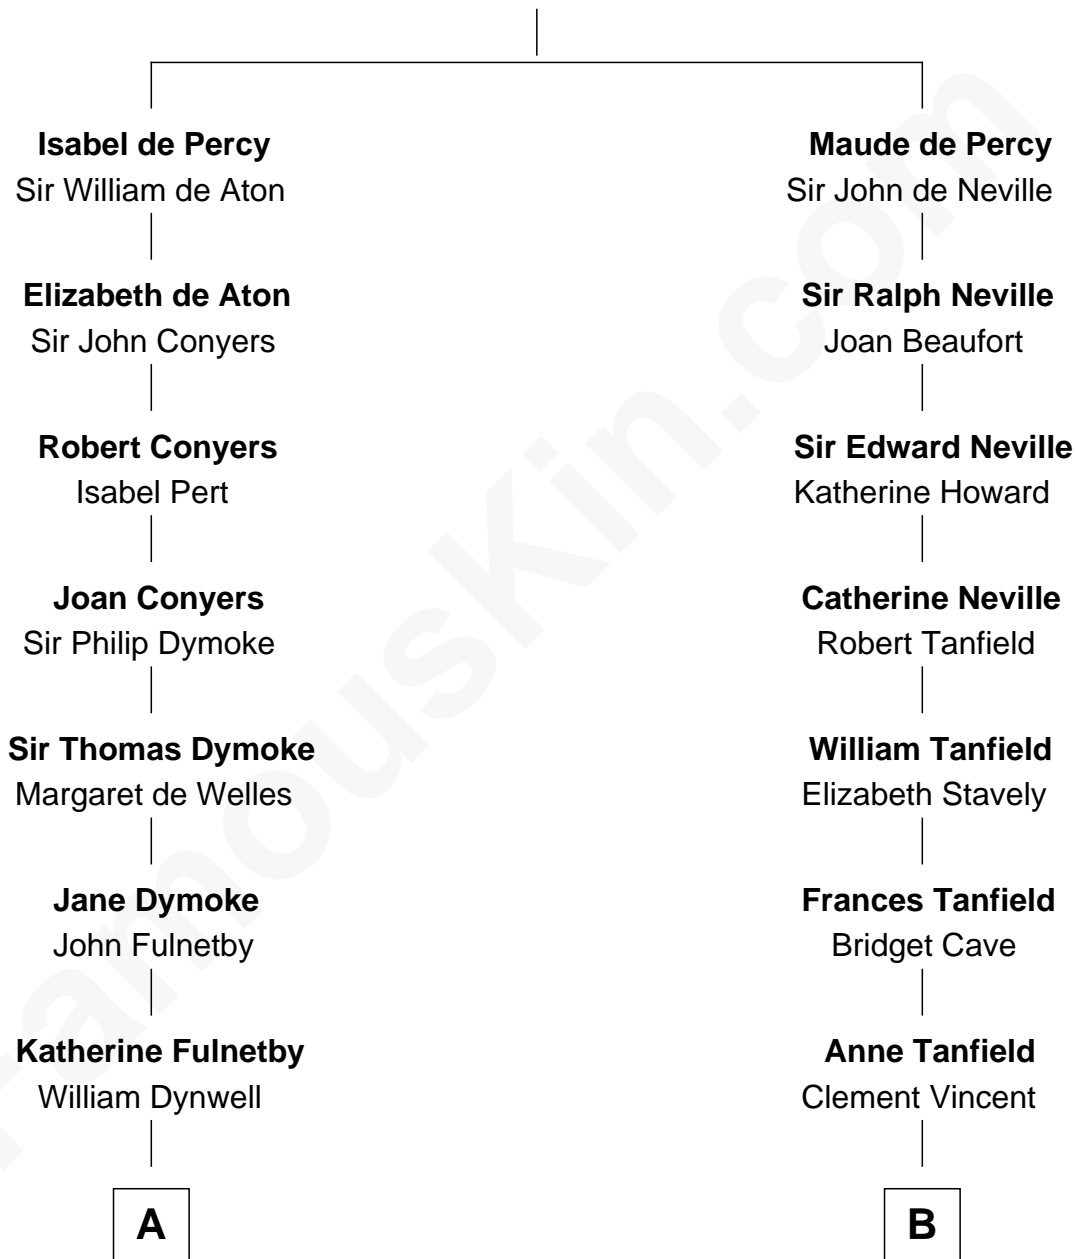 Isabel de Percy
Sir William de Aton
Elizabeth de Aton
Sir John Conyers
Robert Conyers
Isabel Pert
Joan Conyers
Sir Philip Dymoke
Sir Thomas Dymoke
Margaret de Welles
Jane Dymoke
John Fulnetby
Katherine Fulnetby
William Dynwell
A
Maude de Percy
Sir John de Neville
Sir Ralph Neville
Joan Beaufort
Sir Edward Neville
Katherine Howard
Catherine Neville
Robert Tanfield
William Tanfield
Elizabeth Stavely
Frances Tanfield
Bridget Cave
Anne Tanfield
Clement Vincent
B
FamousKin.com